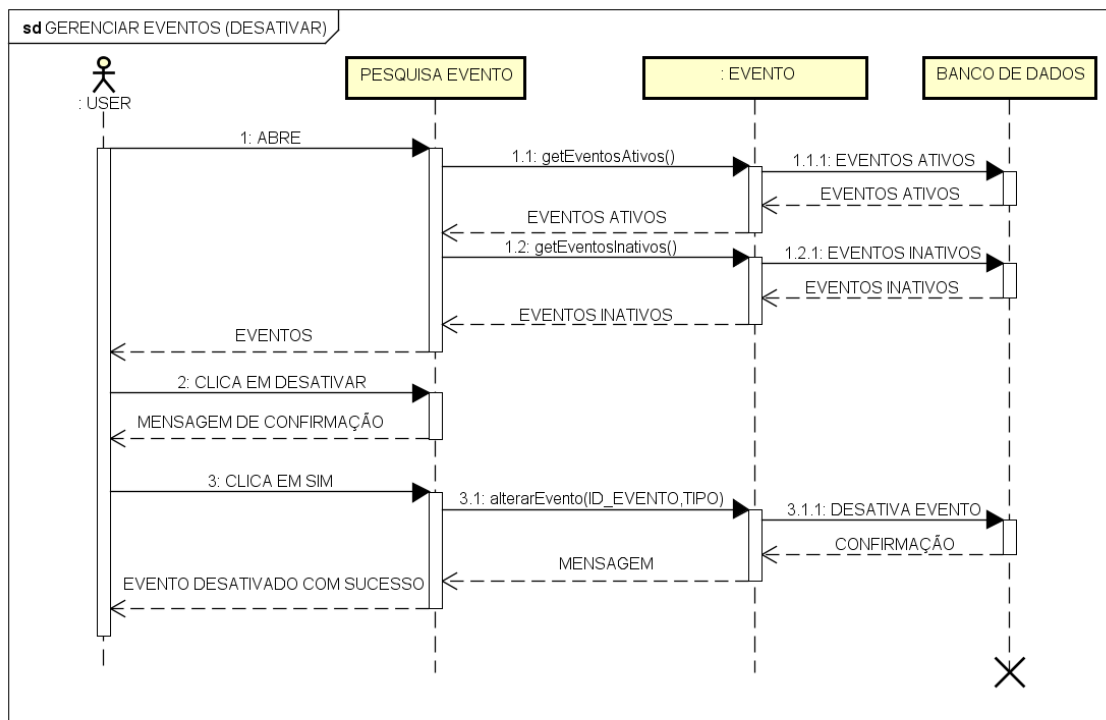 sd GERENCIAR EVENTOS (DESATIVAR)
: USER
PESQUISA EVENTO
: EVENTO
BANCO DE DADOS
1: ABRE
1.1: getEventosAtivos()
1.1.1: EVENTOS ATIVOS
EVENTOS ATIVOS
EVENTOS ATIVOS
1.2: getEventosInativos()
1.2.1: EVENTOS INATIVOS
EVENTOS INATIVOS
EVENTOS INATIVOS
EVENTOS
2: CLICA EM DESATIVAR
MENSAGEM DE CONFIRMAÇÃO
3: CLICA EM SIM
3.1: alterarEvento(ID_EVENTO,TIPO)
3.1.1: DESATIVA EVENTO
CONFIRMAÇÃO
MENSAGEM
EVENTO DESATIVADO COM SUCESSO